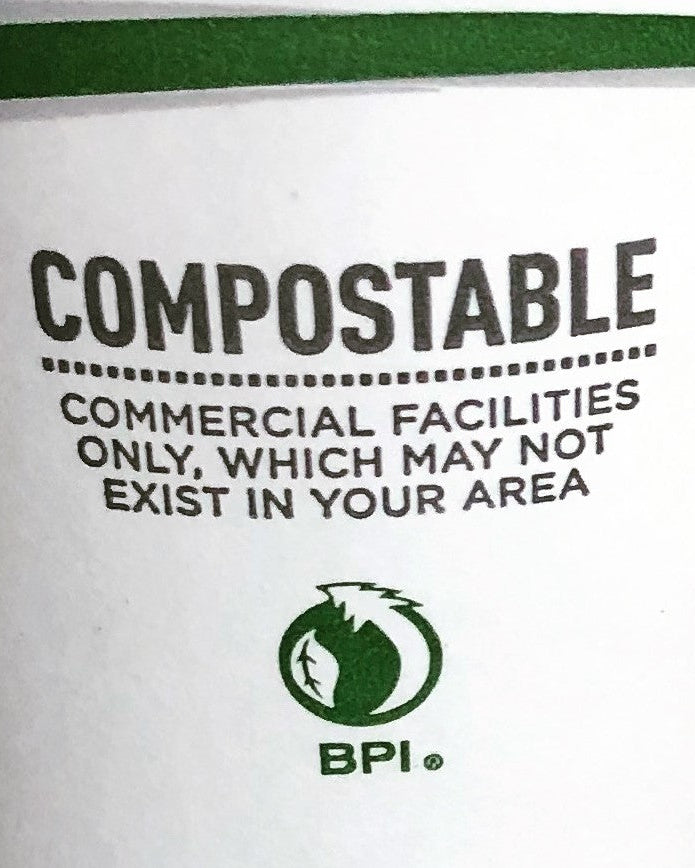 COMPOSTABLE
COMMERCIAL FACILITIES
ONLY, WHICH MAY NOT
EXIST IN YOUR AREA
BPI®